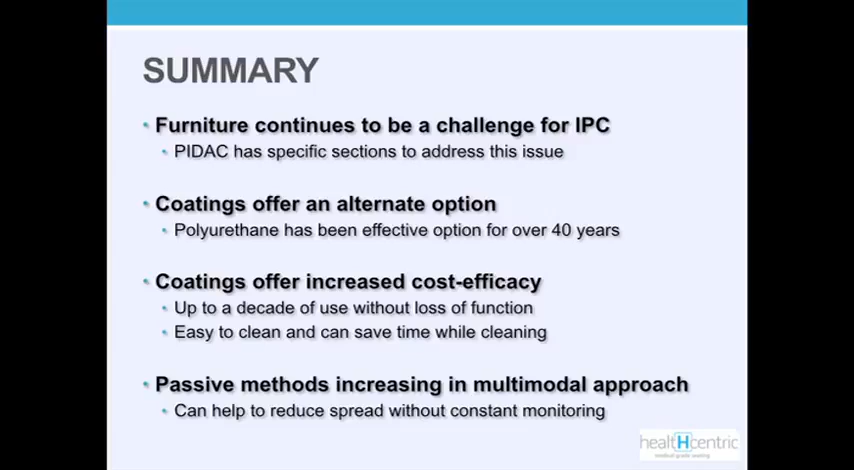 SUMMARY
• Furniture continues to be a challenge for IPC
• PIDAC has specific sections to address this issue
• Coatings offer an alternate option
• Polyurethane has been effective option for over 40 years
• Coatings offer increased cost-efficacy
• Up to a decade of use without loss of function
• Easy to clean and can save time while cleaning
• Passive methods increasing in multimodal approach
• Can help to reduce spread without constant monitoring
healtHcentric
medical grade seating